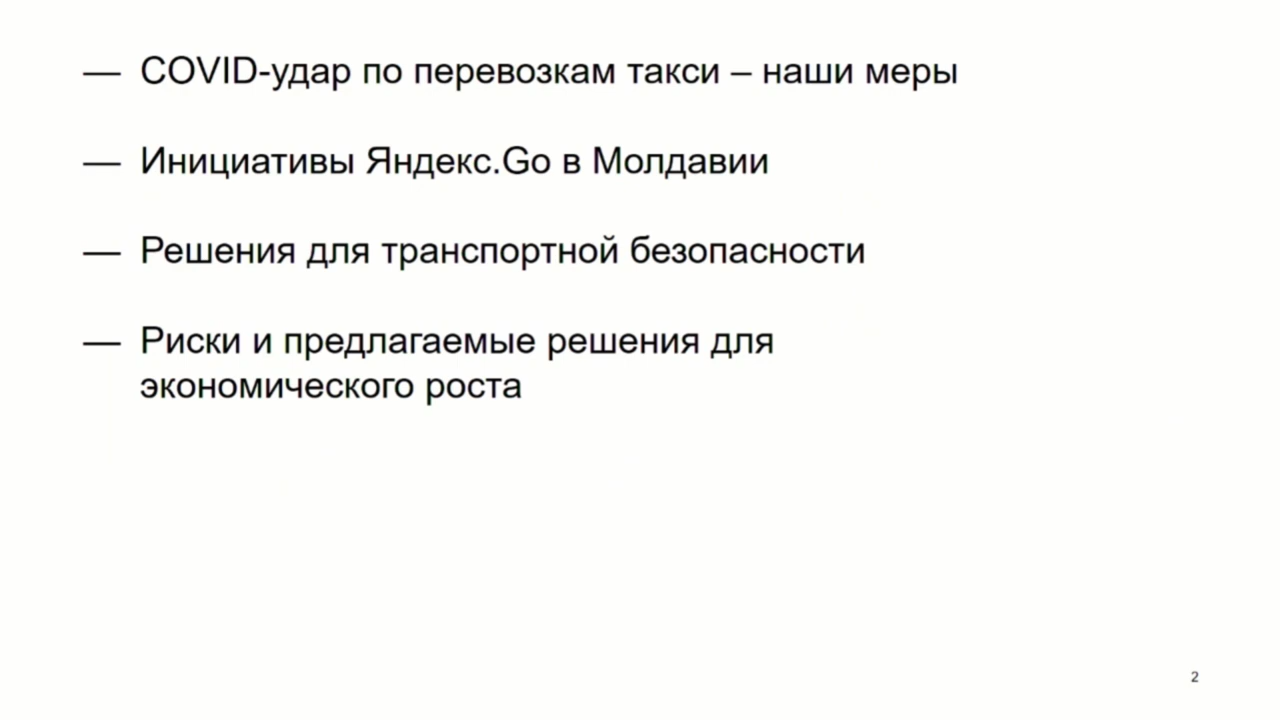 — COVID-удар по перевозкам такси – наши меры
— Инициативы Яндекс.Go в Молдавии
— Решения для транспортной безопасности
— Риски и предлагаемые решения для
экономического роста
2